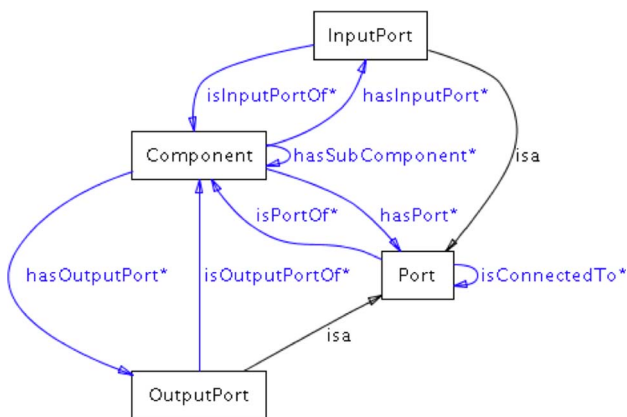 InputPort
isInputPortOf*
hasInputPort*
Component
hasSubComponent*
isa
isPortOf*
hasPort*
hasOutputPort*
isOutputPortOf*
Port
isConnectedTo*
isa
OutputPort